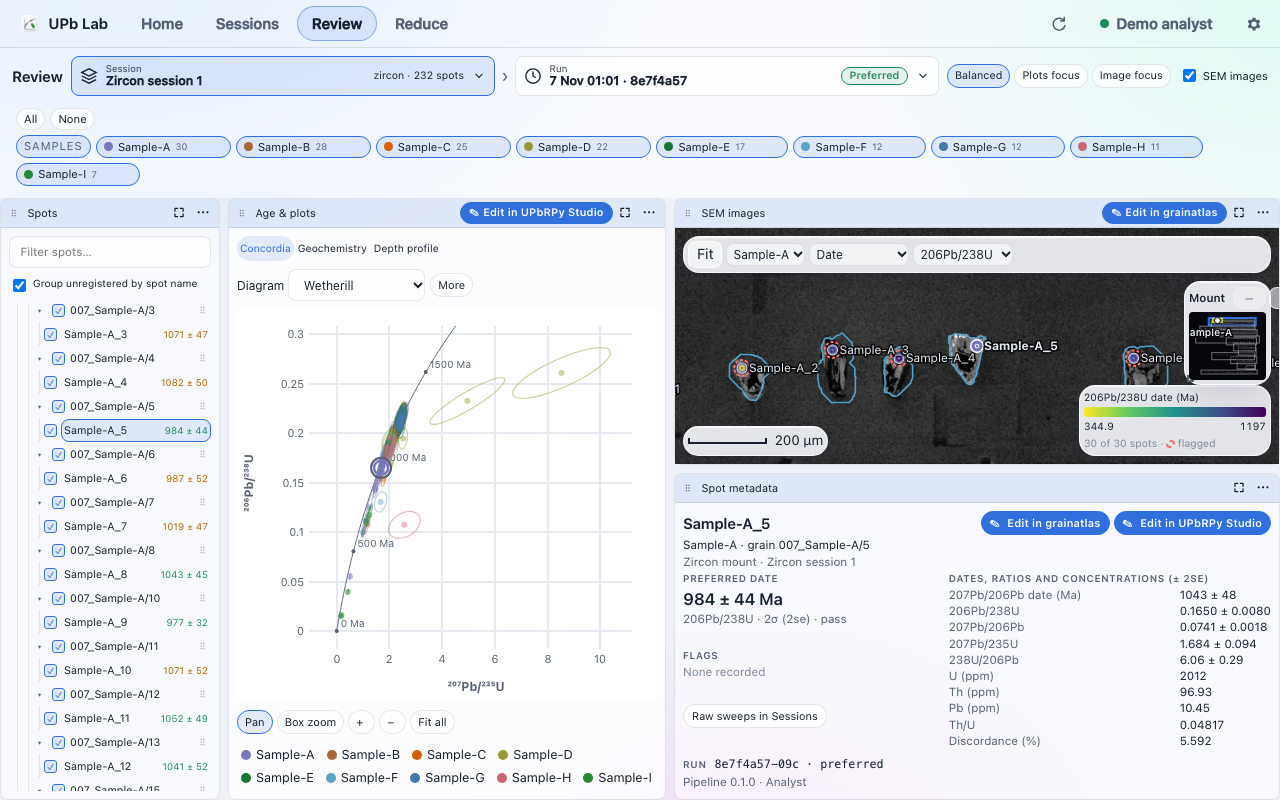 UPb Lab Home Sessions Review Reduce Demo analyst
Review
Session
Zircon session 1
zircon · 232 spots
›
Run
7 Nov 01:01 · 8e7f4a57
Preferred
Balanced Plots focus Image focus SEM images
All None
SAMPLES Sample-A 30 Sample-B 28 Sample-C 25 Sample-D 22 Sample-E 17 Sample-F 12 Sample-G 12 Sample-H 11
Sample-I 7
Spots
Filter spots...
Group unregistered by spot name
007_Sample-A/3
Sample-A_3 1071 ± 47
007_Sample-A/4
Sample-A_4 1082 ± 50
007_Sample-A/5
Sample-A_5 984 ± 44
007_Sample-A/6
Sample-A_6 987 ± 52
007_Sample-A/7
Sample-A_7 1019 ± 47
007_Sample-A/8
Sample-A_8 1043 ± 45
007_Sample-A/10
Sample-A_9 977 ± 32
007_Sample-A/11
Sample-A_10 1071 ± 52
007_Sample-A/12
Sample-A_11 1052 ± 49
007_Sample-A/13
Sample-A_12 1041 ± 52
007_Sample-A/15
Age & plots
Edit in UPbRPy Studio
Concordia Geochemistry Depth profile
Diagram Wetherill More
²⁰⁶Pb/²³⁸U
0.3
0.25
0.2
0.15
0.1
0.05
0
1500 Ma
000 Ma
500 Ma
0 Ma
0 2 4 6 8 10
²⁰⁷Pb/²³⁵U
Pan Box zoom + − Fit all
Sample-A Sample-B Sample-C Sample-D
Sample-E Sample-F Sample-G Sample-H Sample-I
SEM images
Edit in grainatlas
Fit Sample-A Date 206Pb/238U
Mount −
ample-A
1
Sample-A_2
Sample-A_3
Sample-A_4
Sample-A_5
Sample
200 µm
206Pb/238U date (Ma)
344.9 1197
30 of 30 spots · flagged
Spot metadata
Sample-A_5
Edit in grainatlas Edit in UPbRPy Studio
Sample-A · grain 007_Sample-A/5
Zircon mount · Zircon session 1
PREFERRED DATE
984 ± 44 Ma
206Pb/238U · 2σ (2se) · pass
FLAGS
None recorded
Raw sweeps in Sessions
RUN 8e7f4a57-09c · preferred
Pipeline 0.1.0 · Analyst
DATES, RATIOS AND CONCENTRATIONS (± 2SE)
207Pb/206Pb date (Ma) 1043 ± 48
206Pb/238U 0.1650 ± 0.0080
207Pb/206Pb 0.0741 ± 0.0018
207Pb/235U 1.684 ± 0.094
238U/206Pb 6.06 ± 0.29
U (ppm) 2012
Th (ppm) 96.93
Pb (ppm) 10.45
Th/U 0.04817
Discordance (%) 5.592